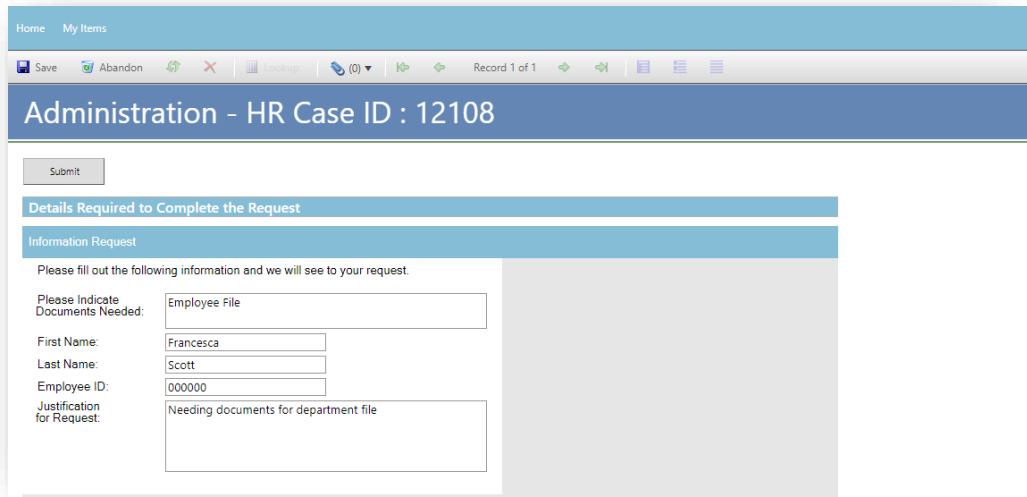 Home My Items
Save Abandon Lookup (0) Record 1 of 1
Administration - HR Case ID : 12108
Submit
Details Required to Complete the Request
Information Request
Please fill out the following information and we will see to your request.
Please Indicate
Documents Needed:
Employee File
First Name: Francesca
Last Name: Scott
Employee ID: 000000
Justification
for Request:
Needing documents for department file